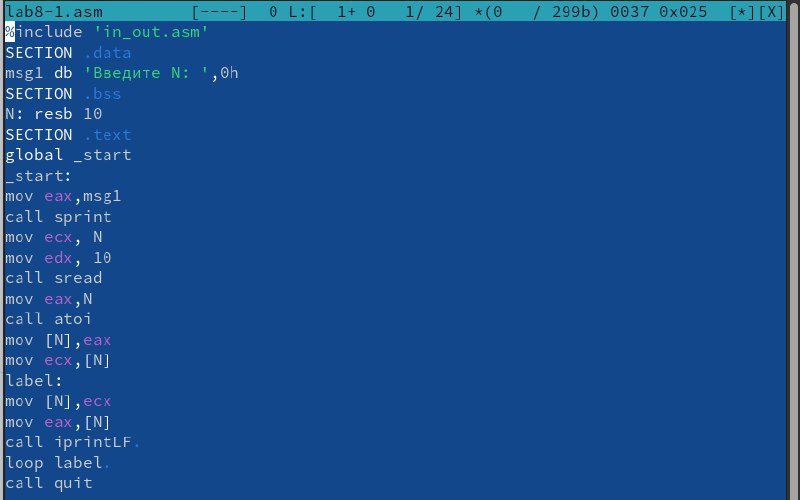 lab8-1.asm [----] 0 L:[ 1+ 0 1/ 24] *(0 / 299b) 0037 0x025 [*][X]
%include 'in_out.asm'
SECTION .data
msg1 db 'Введите N: ',0h
SECTION .bss
N: resb 10
SECTION .text
global _start
_start:
mov eax,msg1
call sprint
mov ecx, N
mov edx, 10
call sread
mov eax,N
call atoi
mov [N],eax
mov ecx,[N]
label:
mov [N],ecx
mov eax,[N]
call iprintLF.
loop label.
call quit